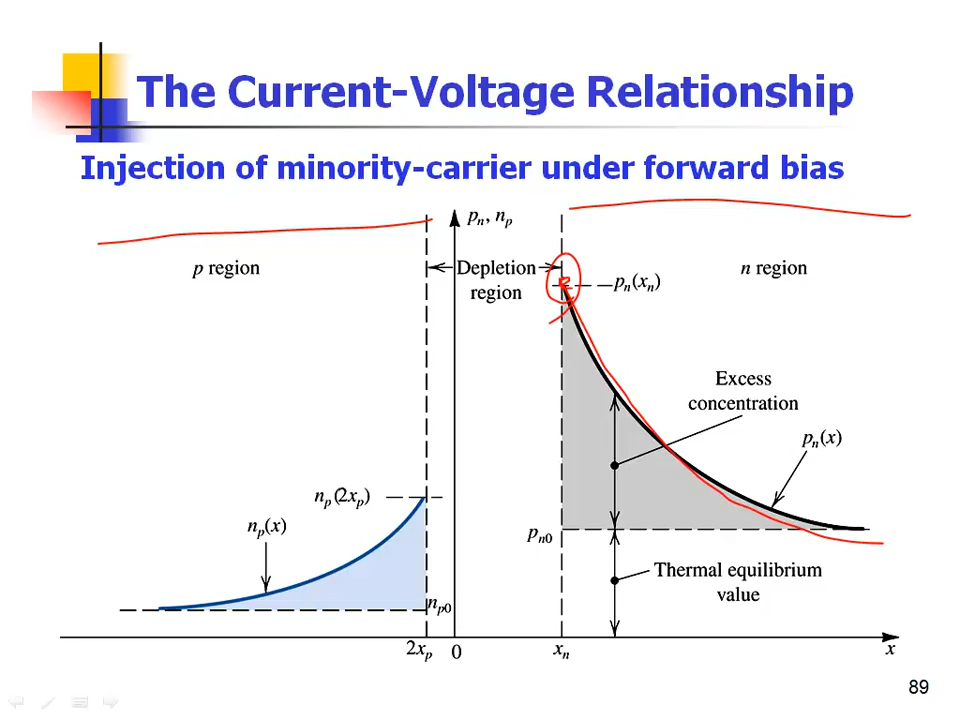 The Current-Voltage Relationship
Injection of minority-carrier under forward bias
pₙ, nₚ
p region
Depletion
region
n region
pₙ(xₙ)
Excess
concentration
pₙ(x)
nₚ(2xₚ)
nₚ(x)
pₙ₀
Thermal equilibrium
value
nₚ₀
2xₚ
0
xₙ
x
89